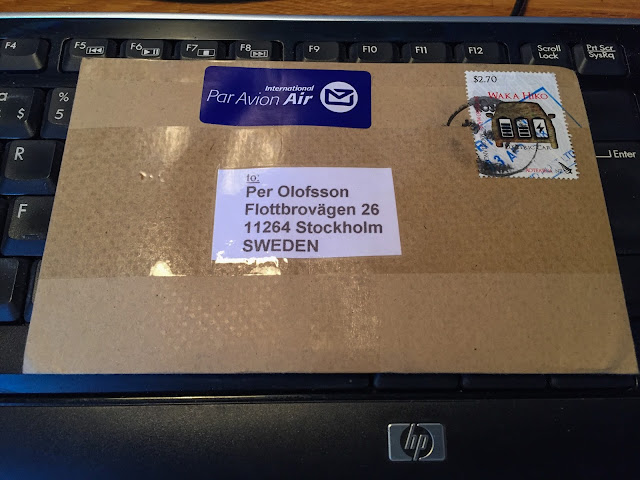 F4
F5
F6
F7
F8
F9
F10
F11
F12
Scroll
Lock
Prt Scr
SysRq
$
4
%
5
R
Enter
International
Par Avion Air
$2.70
WAKA HIKO
to:
Per Olofsson
Flottbrovägen 26
11264 Stockholm
SWEDEN
hp